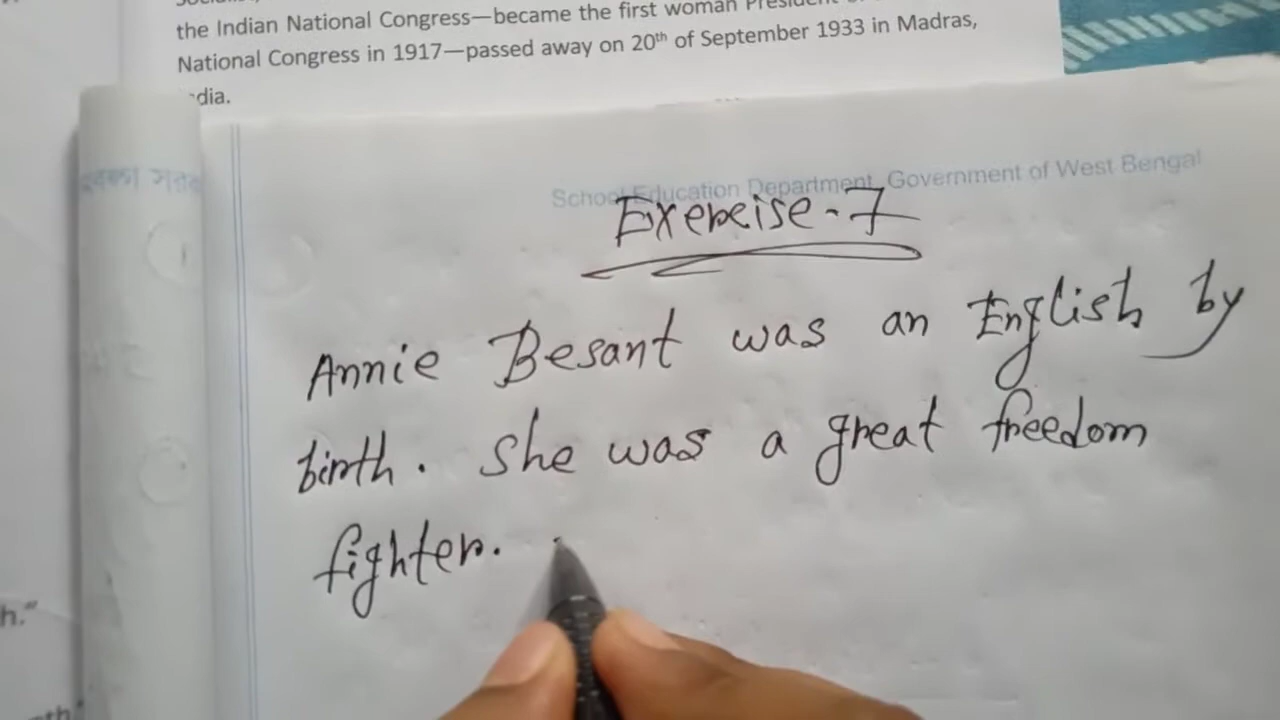 the Indian National Congress—became the first woman President
National Congress in 1917—passed away on 20th of September 1933 in Madras,
dia.
School Education Department, Government of West Bengal
Exercise-7
Annie Besant was an English by
birth. She was a great freedom
fighter.
h."